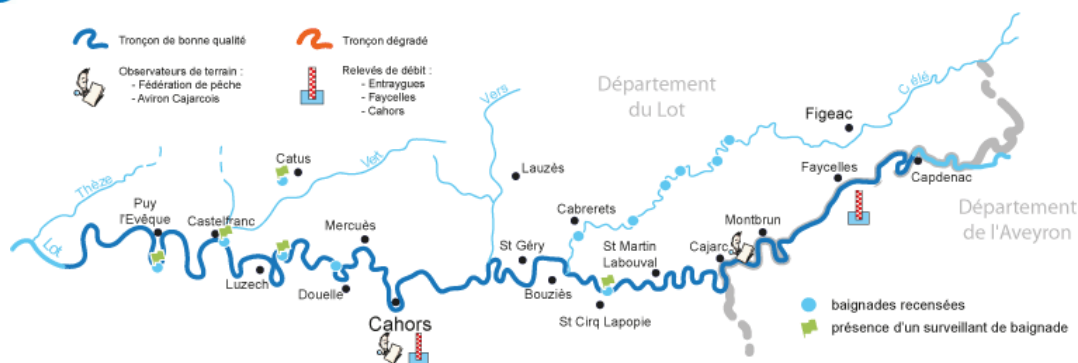 Tronçon de bonne qualité
Tronçon dégradé
Observateurs de terrain :
- Fédération de pêche
- Aviron Cajarcois
Relevés de débit :
- Entraygues
- Faycelles
- Cahors
Département
du Lot
Célé
Vers
Figeac
Catus
Vert
Lauzès
Faycelles
Thèze
Capdenac
Puy
l'Evêque
Castelfranc
Cabrerets
Département
de l'Aveyron
Mercuès
Montbrun
Lot
St Géry
St Martin
Labouval
Cajarc
Luzech
Douelle
Bouziès
baignades recensées
St Cirq Lapopie
Cahors
présence d'un surveillant de baignade